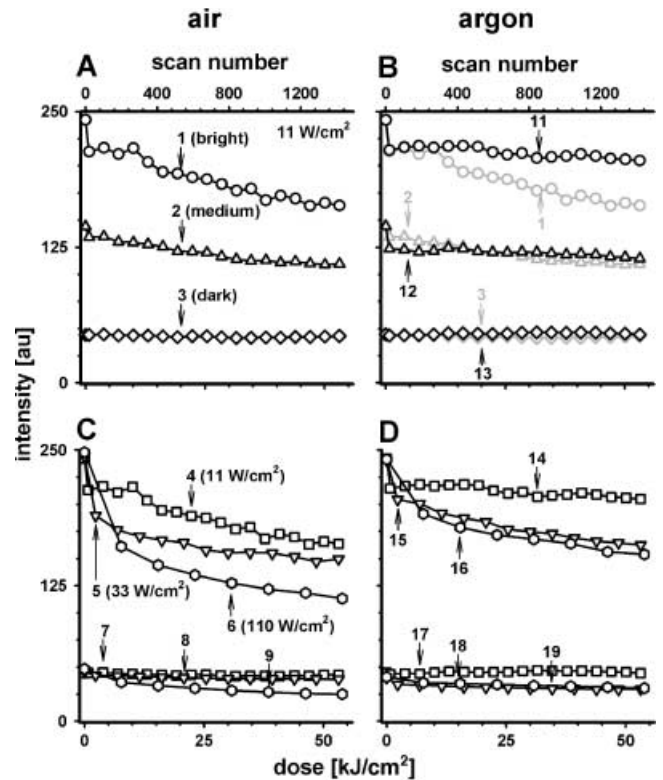 air argon
A scan number B scan number
0 400 800 1200 0 400 800 1200
250
11 W/cm²
1 (bright)
11
1
2 (medium)
2
125
12
3 (dark)
3
13
0
intensity [au]
C D
250
4 (11 W/cm²)
14
15
16
125
5 (33 W/cm²)
6 (110 W/cm²)
7 8 9
17 18 19
0
0 25 50 0 25 50
dose [kJ/cm²] dose [kJ/cm²]